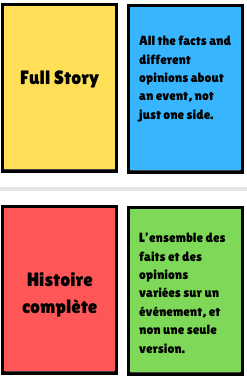 Full Story
All the facts and
different
opinions about
an event, not
just one side.
Histoire
complète
L'ensemble des
faits et des
opinions
variées sur un
événement, et
non une seule
version.